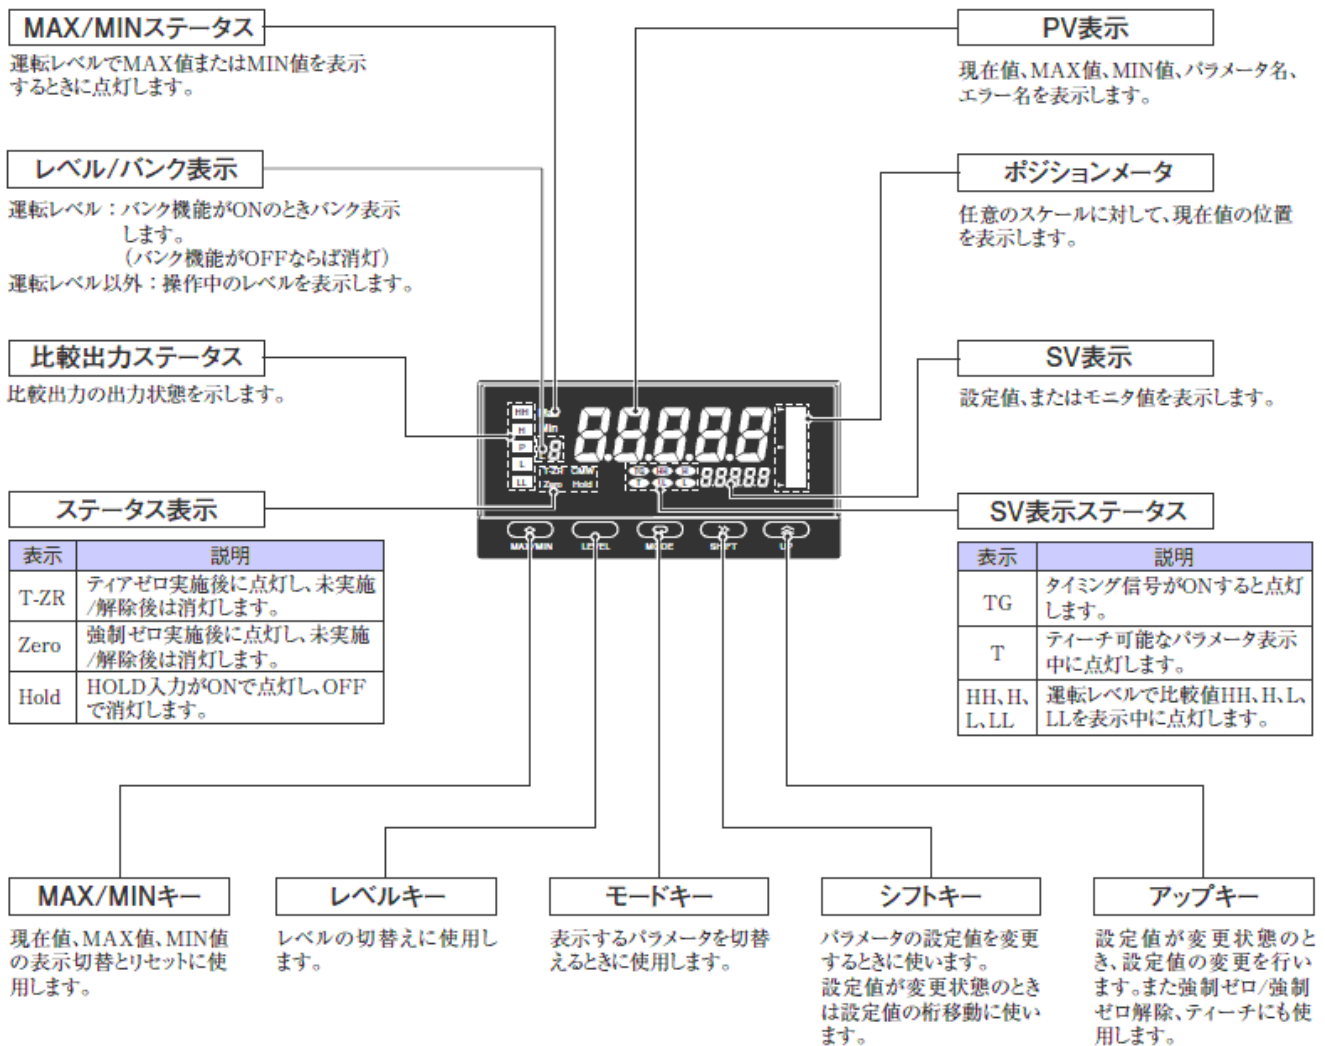 MAX/MINステータス
運転レベルでMAX値またはMIN値を表示
するときに点灯します。
レベル/バンク表示
運転レベル：バンク機能がONのときバンク表示
します。
（バンク機能がOFFならば消灯）
運転レベル以外：操作中のレベルを表示します。
比較出力ステータス
比較出力の出力状態を示します。
ステータス表示
表示 説明
T-ZR ティアゼロ実施後に点灯し、未実施
/解除後は消灯します。
Zero 強制ゼロ実施後に点灯し、未実施
/解除後は消灯します。
Hold HOLD入力がONで点灯し、OFF
で消灯します。
PV表示
現在値、MAX値、MIN値、パラメータ名、
エラー名を表示します。
ポジションメータ
任意のスケールに対して、現在値の位置
を表示します。
SV表示
設定値、またはモニタ値を表示します。
SV表示ステータス
表示 説明
TG タイミング信号がONすると点灯
します。
T ティーチ可能なパラメータ表示
中に点灯します。
HH、H、
L、LL 運転レベルで比較値HH、H、L、
LLを表示中に点灯します。
HH
H
P
L
LL
Min
8
T-ZR CMW
Zero Hold
8.8.8.8.8
TG HH H
T LL L
8.8.8.8.8
MAX/MIN LEVEL MODE SHIFT UP
MAX/MINキー
現在値、MAX値、MIN値
の表示切替とリセットに使
用します。
レベルキー
レベルの切替えに使用し
ます。
モードキー
表示するパラメータを切替
えるときに使用します。
シフトキー
パラメータの設定値を変更
するときに使います。
設定値が変更状態のとき
は設定値の桁移動に使い
ます。
アップキー
設定値が変更状態のと
き、設定値の変更を行い
ます。また強制ゼロ/強制
ゼロ解除、ティーチにも使
用します。